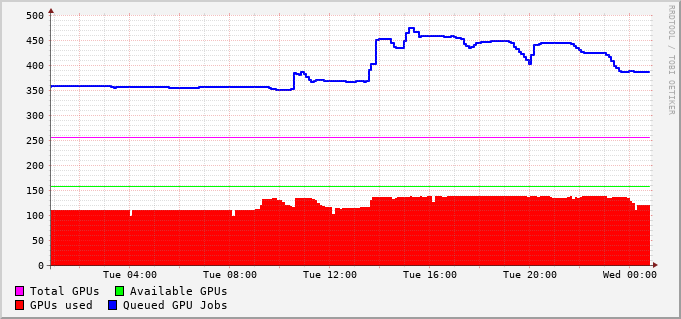 500
450
400
350
300
250
200
150
100
50
0
Tue 04:00 Tue 08:00 Tue 12:00 Tue 16:00 Tue 20:00 Wed 00:00
Total GPUs Available GPUs
GPUs used Queued GPU Jobs
RRDTOOL / TOBI OETIKER